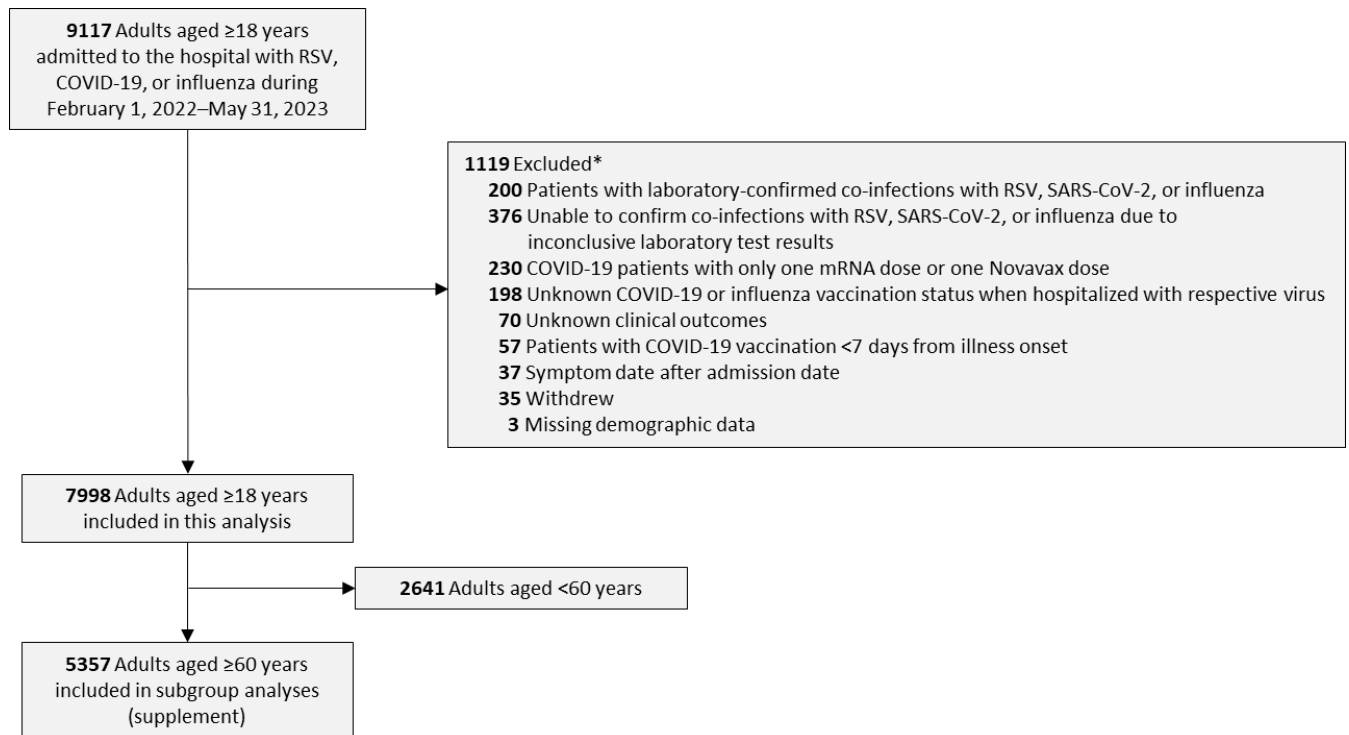 9117 Adults aged ≥18 years
admitted to the hospital with RSV,
COVID-19, or influenza during
February 1, 2022–May 31, 2023
1119 Excluded*
200 Patients with laboratory-confirmed co-infections with RSV, SARS-CoV-2, or influenza
376 Unable to confirm co-infections with RSV, SARS-CoV-2, or influenza due to
inconclusive laboratory test results
230 COVID-19 patients with only one mRNA dose or one Novavax dose
198 Unknown COVID-19 or influenza vaccination status when hospitalized with respective virus
70 Unknown clinical outcomes
57 Patients with COVID-19 vaccination <7 days from illness onset
37 Symptom date after admission date
35 Withdrew
3 Missing demographic data
7998 Adults aged ≥18 years
included in this analysis
2641 Adults aged <60 years
5357 Adults aged ≥60 years
included in subgroup analyses
(supplement)